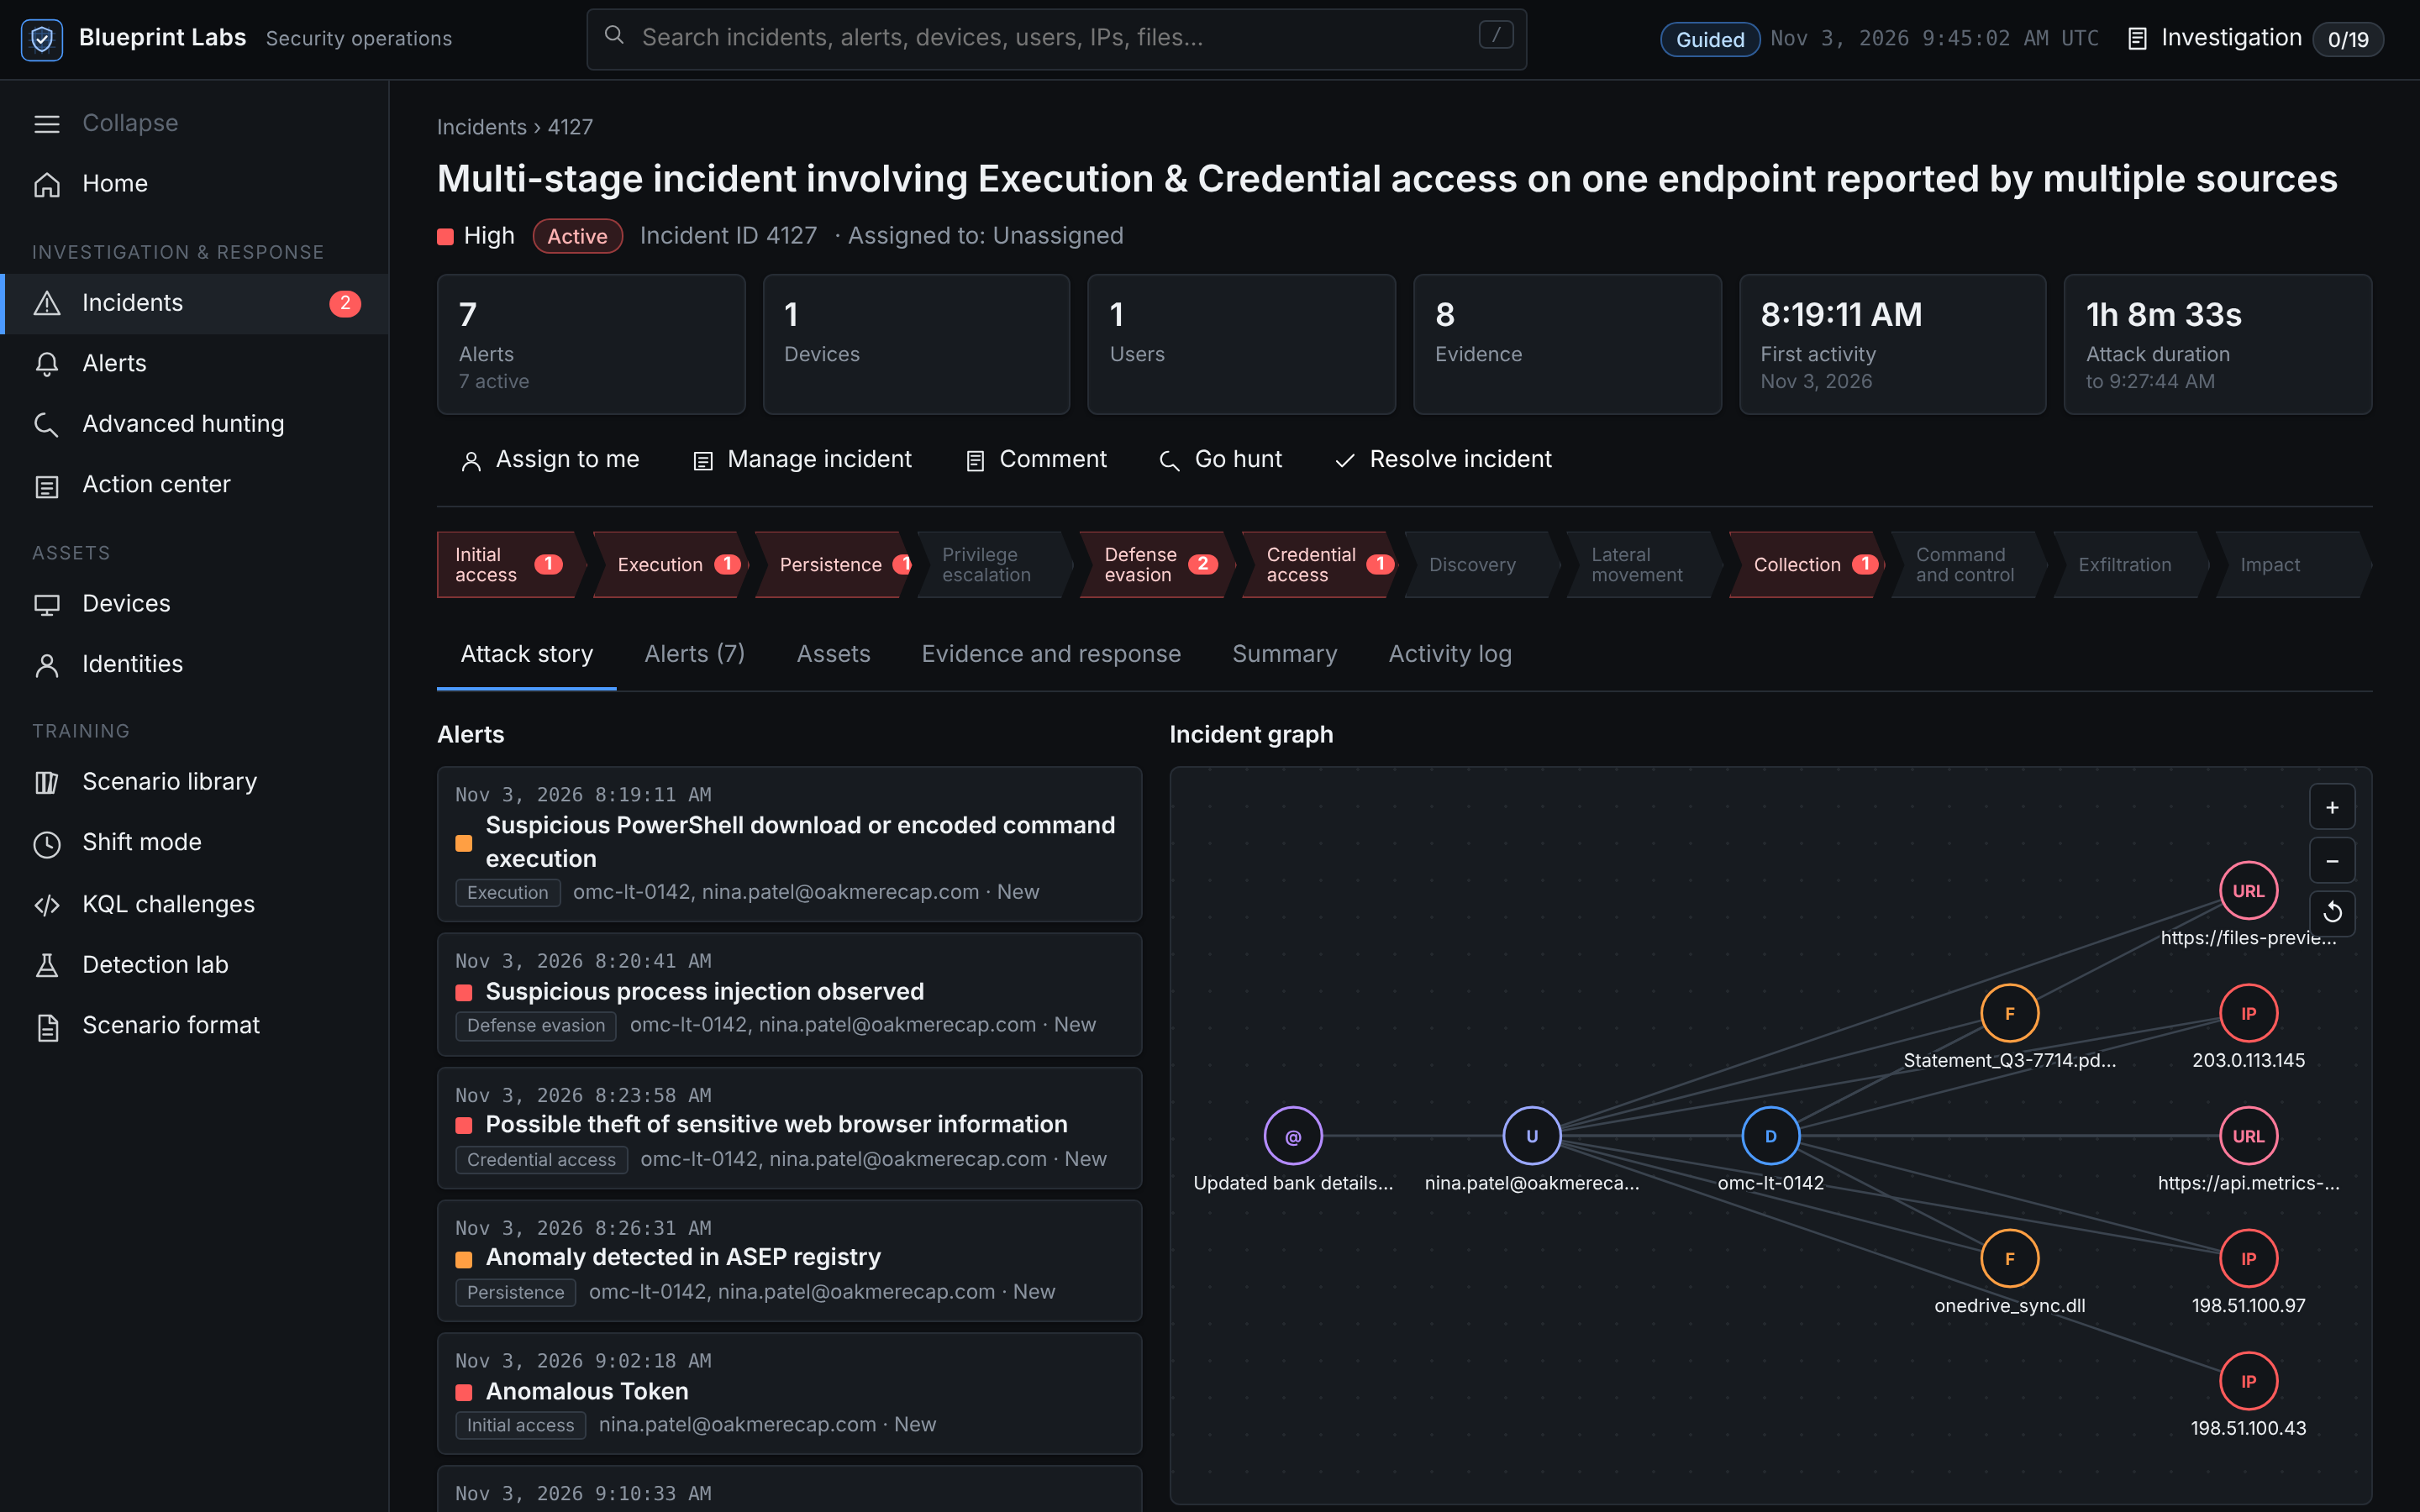 Blueprint Labs Security operations
Search incidents, alerts, devices, users, IPs, files... /
Guided Nov 3, 2026 9:45:02 AM UTC Investigation 0/19
Collapse
Home
INVESTIGATION & RESPONSE
Incidents 2
Alerts
Advanced hunting
Action center
ASSETS
Devices
Identities
TRAINING
Scenario library
Shift mode
KQL challenges
Detection lab
Scenario format
Incidents › 4127
Multi-stage incident involving Execution & Credential access on one endpoint reported by multiple sources
High Active Incident ID 4127 · Assigned to: Unassigned
7
Alerts
7 active
1
Devices
1
Users
8
Evidence
8:19:11 AM
First activity
Nov 3, 2026
1h 8m 33s
Attack duration
to 9:27:44 AM
Assign to me Manage incident Comment Go hunt Resolve incident
Initial access 1
Execution 1
Persistence 1
Privilege escalation
Defense evasion 2
Credential access 1
Discovery
Lateral movement
Collection 1
Command and control
Exfiltration
Impact
Attack story Alerts (7) Assets Evidence and response Summary Activity log
Alerts
Nov 3, 2026 8:19:11 AM
Suspicious PowerShell download or encoded command
execution
Execution omc-lt-0142, nina.patel@oakmerecap.com · New
Nov 3, 2026 8:20:41 AM
Suspicious process injection observed
Defense evasion omc-lt-0142, nina.patel@oakmerecap.com · New
Nov 3, 2026 8:23:58 AM
Possible theft of sensitive web browser information
Credential access omc-lt-0142, nina.patel@oakmerecap.com · New
Nov 3, 2026 8:26:31 AM
Anomaly detected in ASEP registry
Persistence omc-lt-0142, nina.patel@oakmerecap.com · New
Nov 3, 2026 9:02:18 AM
Anomalous Token
Initial access nina.patel@oakmerecap.com · New
Nov 3, 2026 9:10:33 AM
Incident graph
+
−
URL
https://files-previe...
F
Statement_Q3-7714.pd...
IP
203.0.113.145
@
Updated bank details...
U
nina.patel@oakmereca...
D
omc-lt-0142
URL
https://api.metrics-...
F
onedrive_sync.dll
IP
198.51.100.97
IP
198.51.100.43